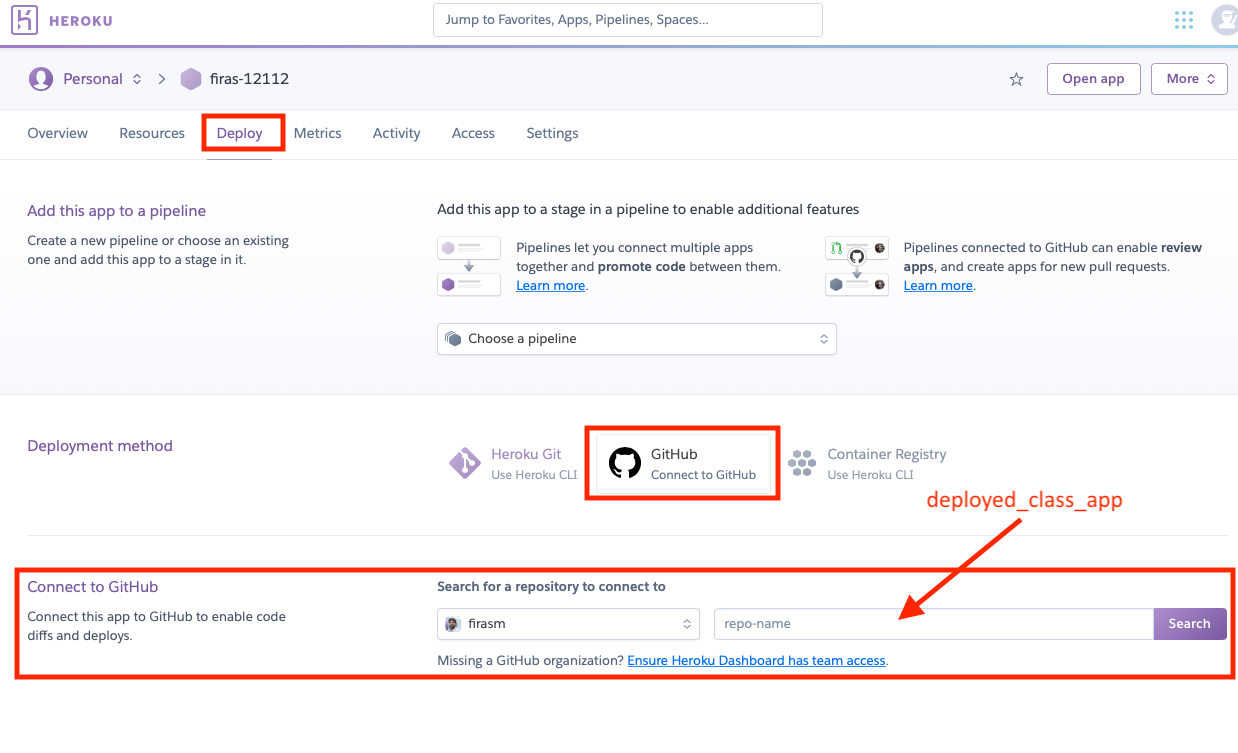 HEROKU
Jump to Favorites, Apps, Pipelines, Spaces...
Personal
firas-12112
Open app
More
Overview
Resources
Deploy
Metrics
Activity
Access
Settings
Add this app to a pipeline
Create a new pipeline or choose an existing
one and add this app to a stage in it.
Add this app to a stage in a pipeline to enable additional features
Pipelines let you connect multiple apps
together and promote code between them.
Learn more.
Pipelines connected to GitHub can enable review
apps, and create apps for new pull requests.
Learn more.
Choose a pipeline
Deployment method
Heroku Git
Use Heroku CLI
GitHub
Connect to GitHub
Container Registry
Use Heroku CLI
deployed_class_app
Connect to GitHub
Connect this app to GitHub to enable code
diffs and deploys.
Search for a repository to connect to
firasm
repo-name
Search
Missing a GitHub organization? Ensure Heroku Dashboard has team access.